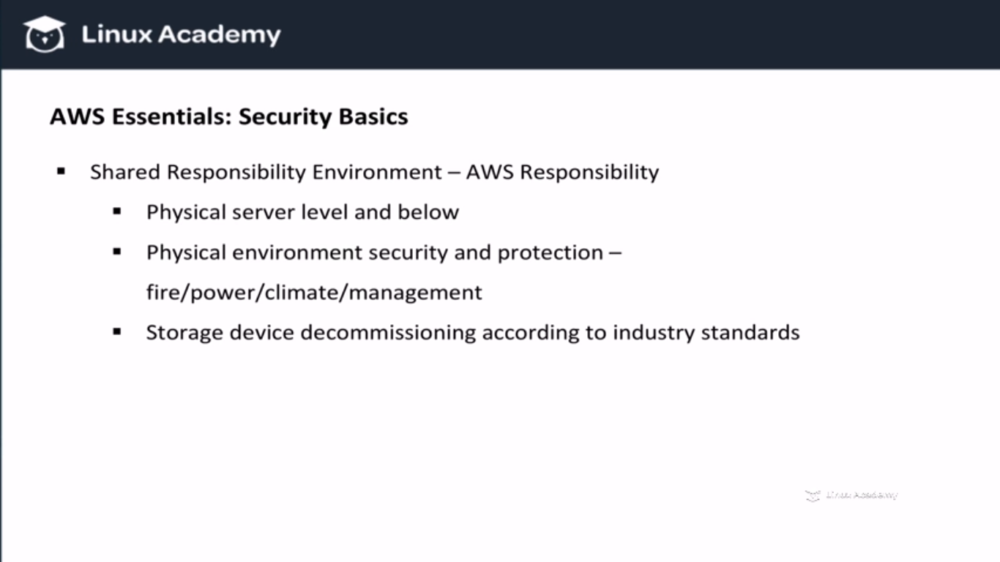 Linux Academy
AWS Essentials: Security Basics
▪ Shared Responsibility Environment – AWS Responsibility
▪ Physical server level and below
▪ Physical environment security and protection –
fire/power/climate/management
▪ Storage device decommissioning according to industry standards
Linux Academy